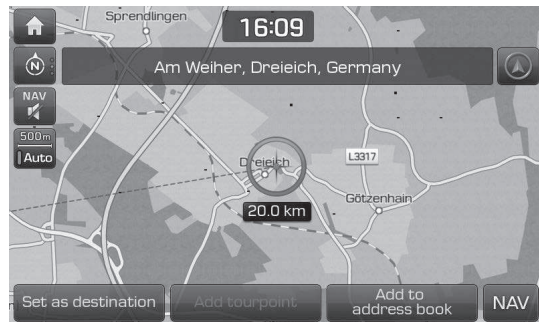 Sprendlingen
16:09
N
Am Weiher, Dreieich, Germany
NAV
500m
Auto
Dreieich
L3317
20.0 km
Götzenhain
Set as destination
Add tourpoint
Add to
address book
NAV